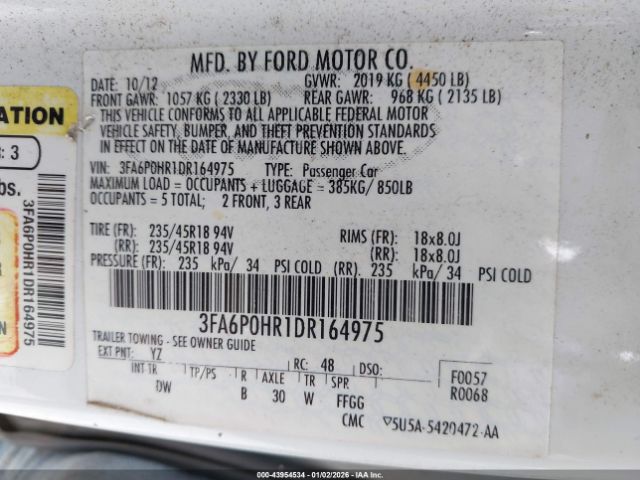 MFD. BY FORD MOTOR CO.
DATE: 10/12 GVWR: 2019 KG ( 4450 LB)
FRONT GAWR: 1057 KG ( 2330 LB) REAR GAWR: 968 KG ( 2135 LB)
THIS VEHICLE CONFORMS TO ALL APPLICABLE FEDERAL MOTOR
VEHICLE SAFETY, BUMPER, AND THEFT PREVENTION STANDARDS
IN EFFECT ON THE DATE OF MANUFACTURE SHOWN ABOVE.
VIN: 3FA6P0HR1DR164975 TYPE: Passenger Car
MAXIMUM LOAD = OCCUPANTS + LUGGAGE = 385KG/ 850LB
OCCUPANTS = 5 TOTAL; 2 FRONT, 3 REAR
TIRE (FR): 235/45R18 94V RIMS (FR): 18x8.0J
(RR): 235/45R18 94V (RR): 18x8.0J
PRESSURE (FR): 235 kPa/ 34 PSI COLD (RR): 235 kPa/ 34 PSI COLD
3FA6P0HR1DR164975
TRAILER TOWING - SEE OWNER GUIDE
EXT PNT: YZ RC: 48 DSO: F0057
INT TR TP/PS R AXLE TR SPR R0068
DW B 30 W FFGG
CMC 5U5A-5420472-AA
: 3
bs.
3FA6P0HR1DR164975
000-43954534 | 01/02/2026 | IAAI.COM